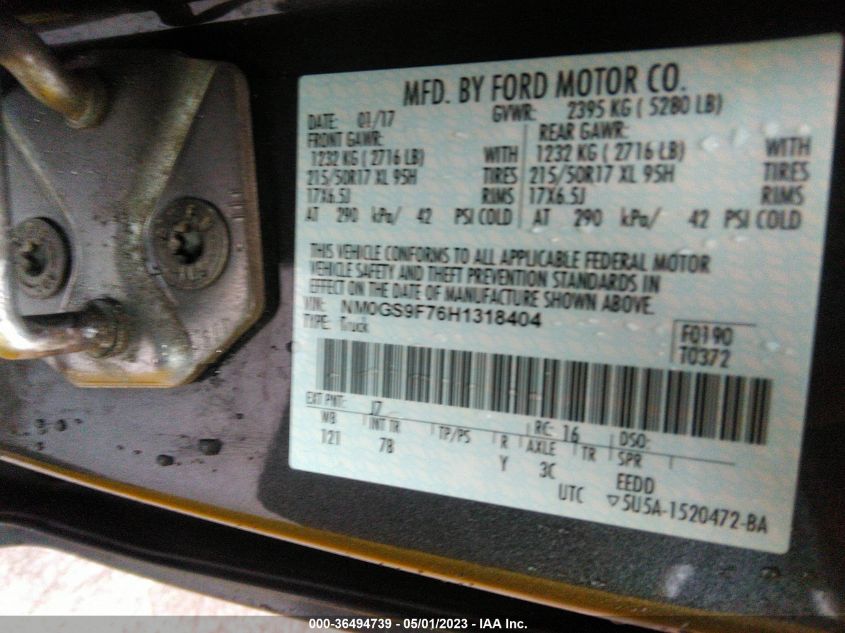 MFD. BY FORD MOTOR CO.
DATE: 01/17 GVWR: 2395 KG ( 5280 LB)
FRONT GAWR: REAR GAWR:
1232 KG ( 2716 LB) WITH 1232 KG ( 2716 LB) WITH
215/50R17 XL 95H TIRES 215/50R17 XL 95H TIRES
17X6.5J RIMS 17X6.5J RIMS
AT 290 kPa/ 42 PSI COLD AT 290 kPa/ 42 PSI COLD
THIS VEHICLE CONFORMS TO ALL APPLICABLE FEDERAL MOTOR
VEHICLE SAFETY AND THEFT PREVENTION STANDARDS IN
EFFECT ON THE DATE OF MANUFACTURE SHOWN ABOVE.
VIN: NM0GS9F76H1318404
TYPE: Truck
F0190
T0372
EXT PNT: J7 RC: 16 DSO:
WB INT TR TP/PS R AXLE TR SPR
121 7B Y 3C EEDD
UTC ▽5U5A-1520472-BA
000-36494739 - 05/01/2023 - IAA Inc.